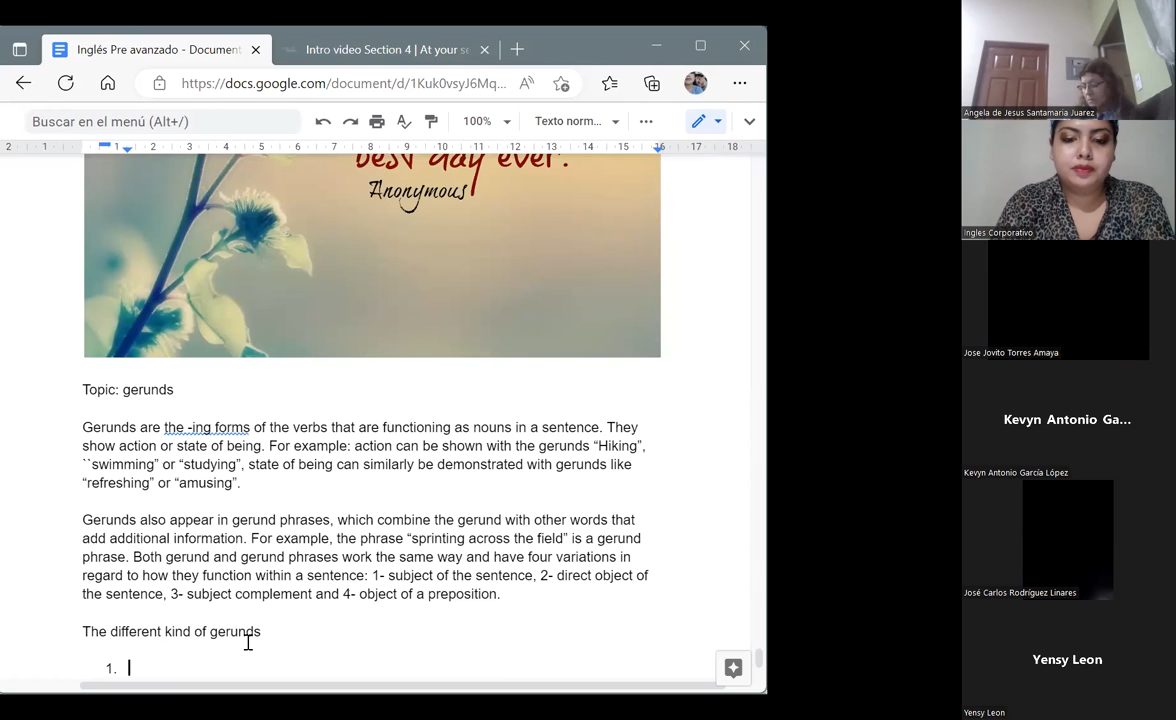 Inglés Pre avanzado - Document
Intro video Section 4 | At your se
https://docs.google.com/document/d/1Kuk0vsyJ6Mq...
Buscar en el menú (Alt+/)
100%
Texto norm...
2 1 1 2 3 4 5 6 7 8 9 10 11 12 13 14 15 16 17 18
best day ever.
Anonymous
Topic: gerunds
Gerunds are the -ing forms of the verbs that are functioning as nouns in a sentence. They
show action or state of being. For example: action can be shown with the gerunds “Hiking”,
``swimming” or “studying”, state of being can similarly be demonstrated with gerunds like
“refreshing” or “amusing”.
Gerunds also appear in gerund phrases, which combine the gerund with other words that
add additional information. For example, the phrase “sprinting across the field” is a gerund
phrase. Both gerund and gerund phrases work the same way and have four variations in
regard to how they function within a sentence: 1- subject of the sentence, 2- direct object of
the sentence, 3- subject complement and 4- object of a preposition.
The different kind of gerunds
1.
Angela de Jesus Santamaria Juarez
Ingles Corporativo
Jose Jovito Torres Amaya
Kevyn Antonio Ga...
Kevyn Antonio García López
José Carlos Rodríguez Linares
Yensy Leon
Yensy Leon